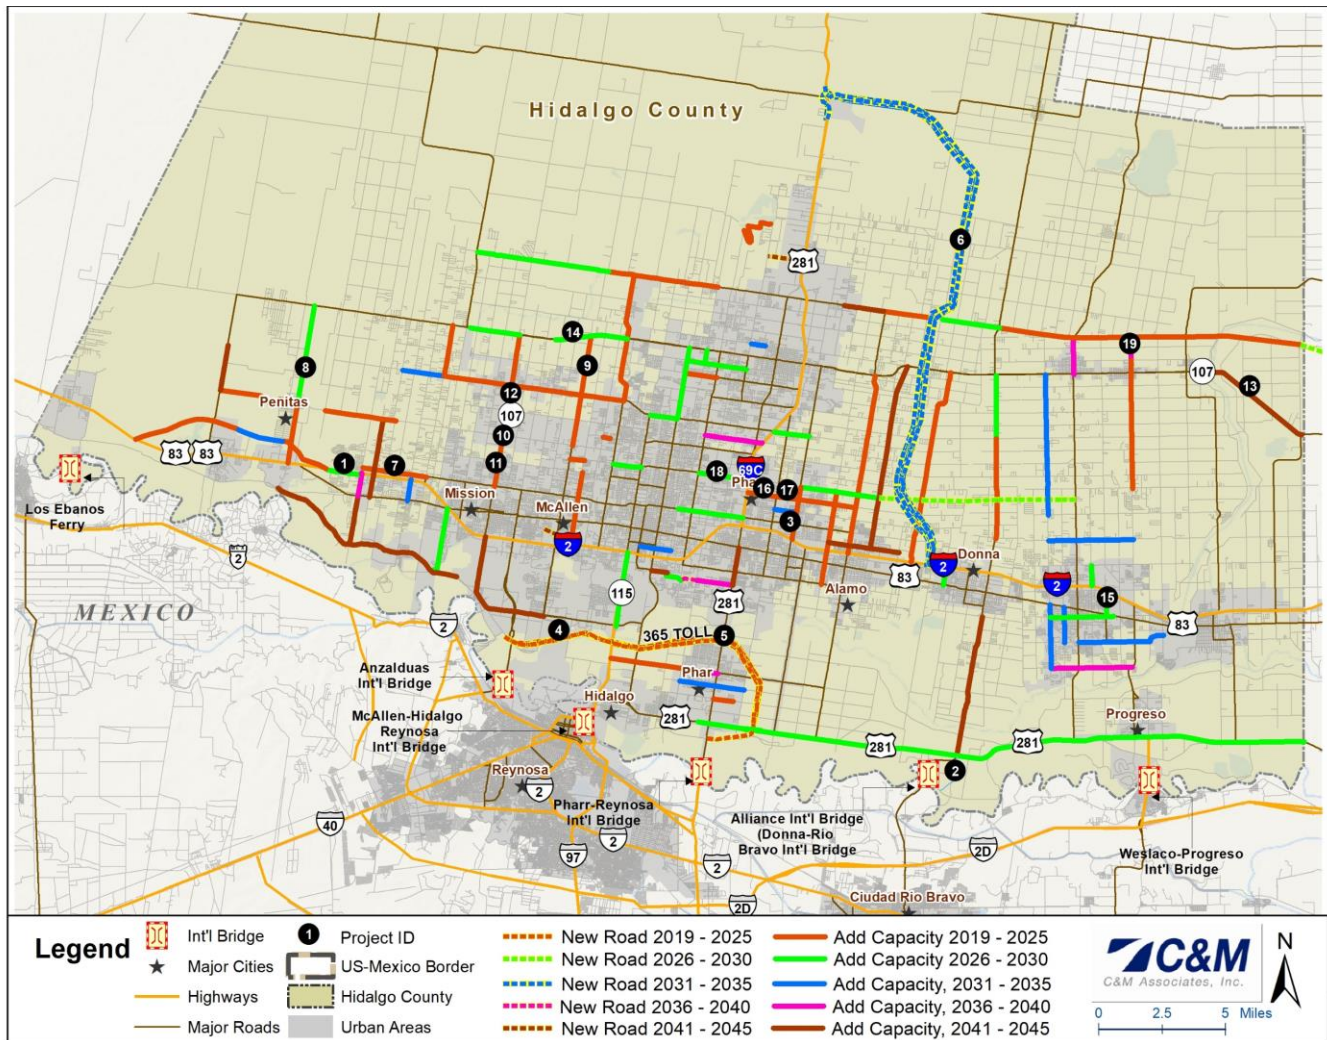 Hidalgo County
6
281
14
19
8
9
107
13
12
Peñitas
107
10
83
83
1
7
11
18
69C
Pha
16
17
Mission
McAllen
3
Los Ebanos
Ferry
2
2
Donna
83
2
15
Alamo
115
281
83
MEXICO
2
4
365 TOLL
5
Anzalduas
Int'l Bridge
Phar
Hidalgo
281
McAllen-Hidalgo
Reynosa
Int'l Bridge
Progreso
281
281
2
Reynosa
2
Pharr-Reynosa
Int'l Bridge
Alliance Int'l Bridge
(Donna-Rio
Bravo Int'l Bridge
40
2
97
2
2D
Weslaco-Progreso
Int'l Bridge
Ciudad Rio Bravo
2D
Legend
Int'l Bridge
Major Cities
Highways
Major Roads
1
Project ID
US-Mexico Border
Hidalgo County
Urban Areas
New Road 2019 - 2025
New Road 2026 - 2030
New Road 2031 - 2035
New Road 2036 - 2040
New Road 2041 - 2045
Add Capacity 2019 - 2025
Add Capacity 2026 - 2030
Add Capacity, 2031 - 2035
Add Capacity, 2036 - 2040
Add Capacity, 2041 - 2045
C&M
C&M Associates, Inc.
N
0 2.5 5 Miles